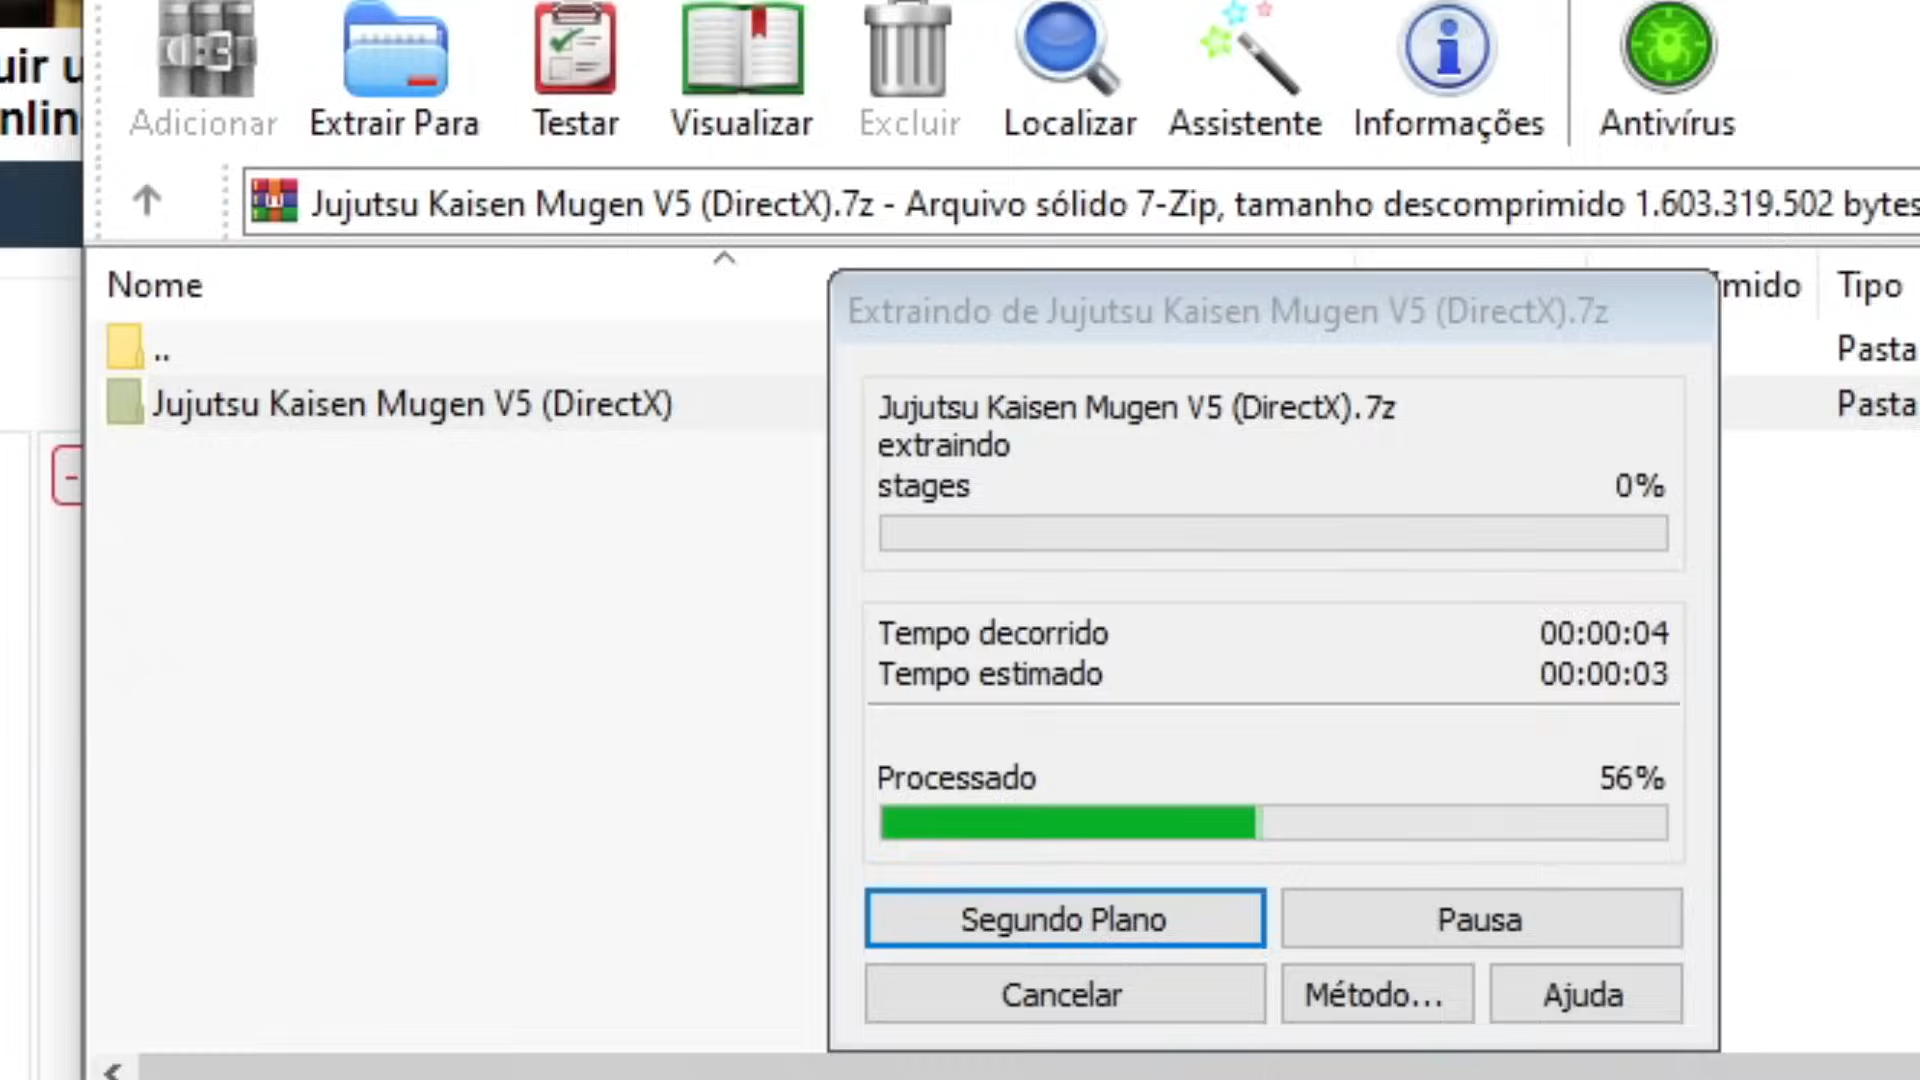 Adicionar Extrair Para Testar Visualizar Excluir Localizar Assistente Informações Antivírus
Jujutsu Kaisen Mugen V5 (DirectX).7z - Arquivo sólido 7-Zip, tamanho descomprimido 1.603.319.502 bytes
Nome Tipo
.. Pasta
Jujutsu Kaisen Mugen V5 (DirectX) Pasta
Extraindo de Jujutsu Kaisen Mugen V5 (DirectX).7z
Jujutsu Kaisen Mugen V5 (DirectX).7z
extraindo
stages 0%
Tempo decorrido 00:00:04
Tempo estimado 00:00:03
Processado 56%
Segundo Plano Pausa
Cancelar Método... Ajuda